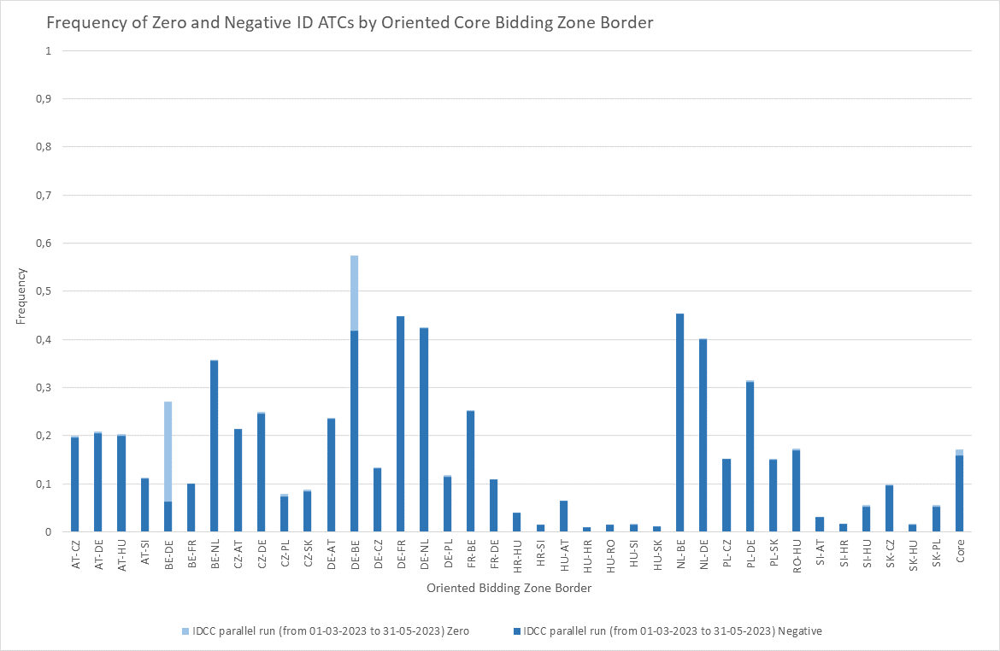 Frequency of Zero and Negative ID ATCs by Oriented Core Bidding Zone Border
1
0,9
0,8
0,7
0,6
0,5
0,4
0,3
0,2
0,1
0
Frequency
AT-CZ
AT-DE
AT-HU
AT-SI
BE-DE
BE-FR
BE-NL
CZ-AT
CZ-DE
CZ-PL
CZ-SK
DE-AT
DE-BE
DE-CZ
DE-FR
DE-NL
DE-PL
FR-BE
FR-DE
HR-HU
HR-SI
HU-AT
HU-HR
HU-RO
HU-SI
HU-SK
NL-BE
NL-DE
PL-CZ
PL-DE
PL-SK
RO-HU
SI-AT
SI-HR
SI-HU
SK-CZ
SK-HU
SK-PL
Core
Oriented Bidding Zone Border
IDCC parallel run (from 01-03-2023 to 31-05-2023) Zero
IDCC parallel run (from 01-03-2023 to 31-05-2023) Negative